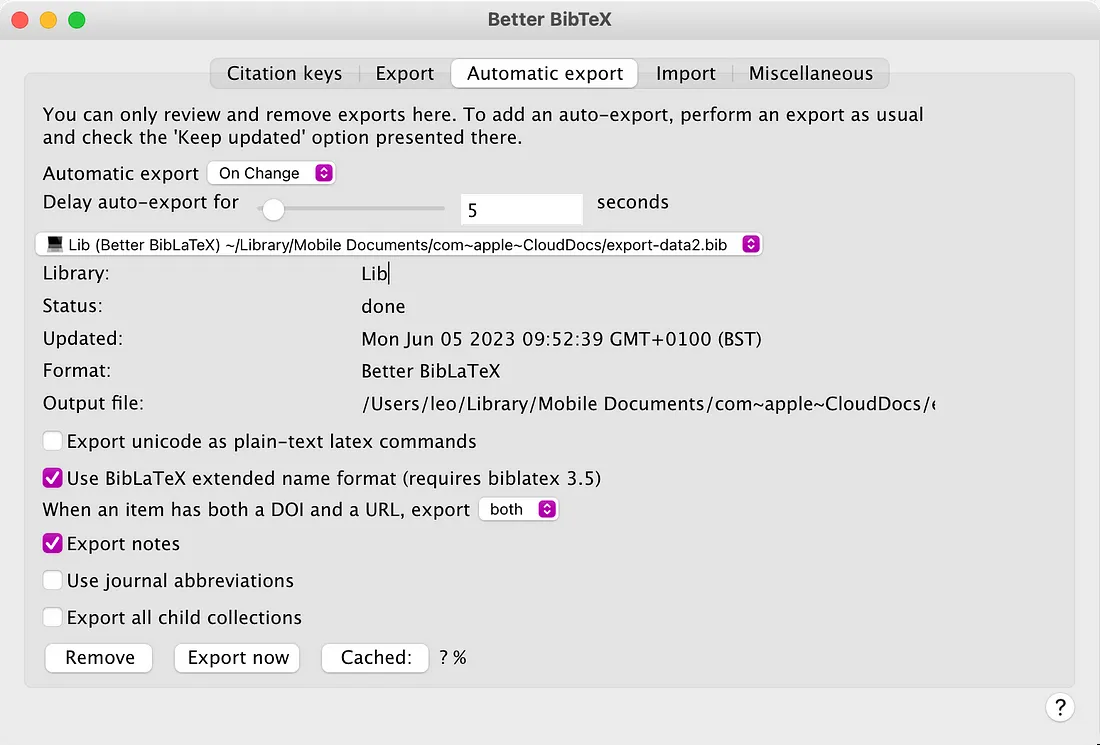 Better BibTeX
Citation keys Export Automatic export Import Miscellaneous
You can only review and remove exports here. To add an auto-export, perform an export as usual
and check the 'Keep updated' option presented there.
Automatic export On Change
Delay auto-export for 5 seconds
Lib (Better BibLaTeX) ~/Library/Mobile Documents/com~apple~CloudDocs/export-data2.bib
Library: Lib
Status: done
Updated: Mon Jun 05 2023 09:52:39 GMT+0100 (BST)
Format: Better BibLaTeX
Output file: /Users/leo/Library/Mobile Documents/com~apple~CloudDocs/
Export unicode as plain-text latex commands
Use BibLaTeX extended name format (requires biblatex 3.5)
When an item has both a DOI and a URL, export both
Export notes
Use journal abbreviations
Export all child collections
Remove Export now Cached: ? %
?